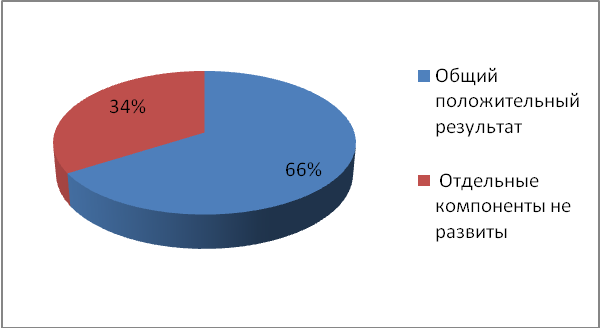 34%
66%
Общий
положительный
результат
Отдельные
компоненты не
развиты